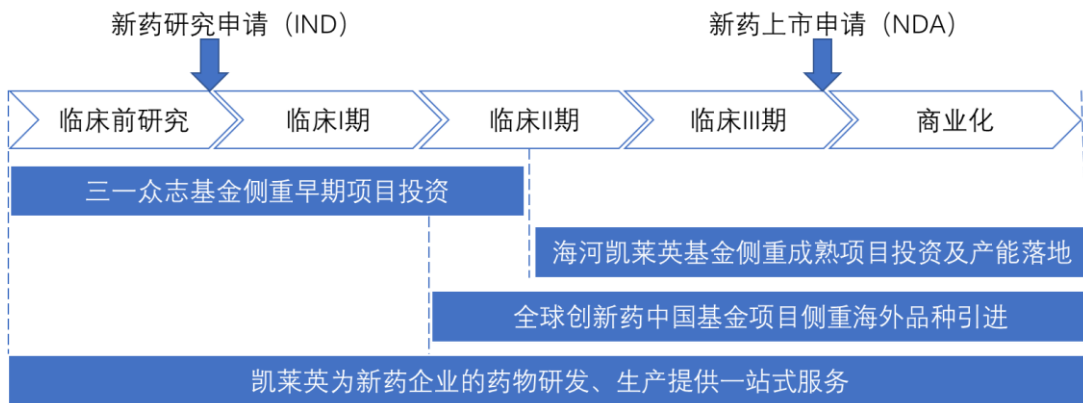 新药研究申请（IND）
新药上市申请（NDA）
临床前研究
临床I期
临床II期
临床III期
商业化
三一众志基金侧重早期项目投资
海河凯莱英基金侧重成熟项目投资及产能落地
全球创新药中国基金项目侧重海外品种引进
凯莱英为新药企业的药物研发、生产提供一站式服务